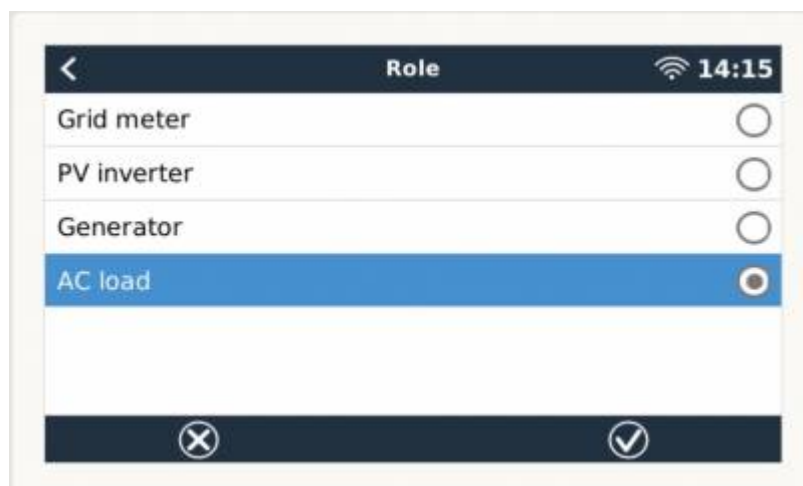 Role 14:15
Grid meter
PV inverter
Generator
AC load